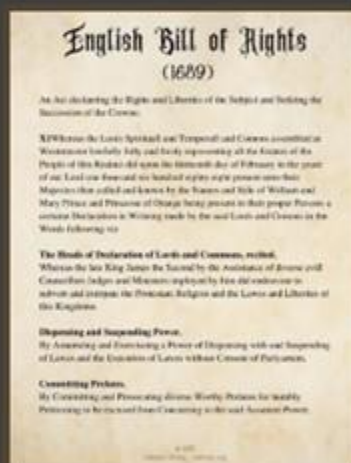 English Bill of Rights
(1689)
An Act declareing the Rights and Liberties of the Subject and Setleing the
Succession of the Crowne.
Whereas the Lords Spirituall and Temporall and Comons assembled at
Westminster lawfully fully and freely representing all the Estates of the
People of this Realme did upon the thirteenth day of February in the yeare
of our Lord one thousand six hundred eighty eight present unto their
Majesties then called and known by the Names and Stile of William and
Mary Prince and Princesse of Orange being present in their proper Persons a
certaine Declaration in Writeing made by the said Lords and Comons in the
Words following viz
The Heads of Declaration of Lords and Commons, recited.
Whereas the late King James the Second by the Assistance of diverse evill
Councellors Judges and Ministers imployed by him did endeavour to
subvert and extirpate the Protestant Religion and the Lawes and Liberties of
this Kingdome.
Dispensing and Suspending Power.
By Assumeing and Exerciseing a Power of Dispensing with and Suspending
of Lawes and the Execution of Lawes without Consent of Parlyament.
Committing Prelates.
By Committing and Prosecuting diverse Worthy Prelates for humbly
Petitioning to be excused from Concurring to the said Assumed Power.